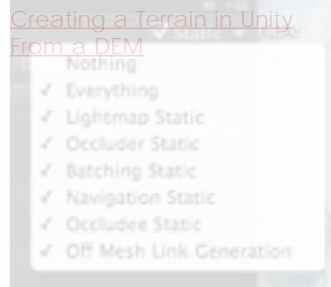 Creating a Terrain in Unity
From a DEM
Static
Nothing
✓ Everything
✓ Lightmap Static
✓ Occluder Static
✓ Batching Static
✓ Navigation Static
✓ Occludee Static
✓ Off Mesh Link Generation